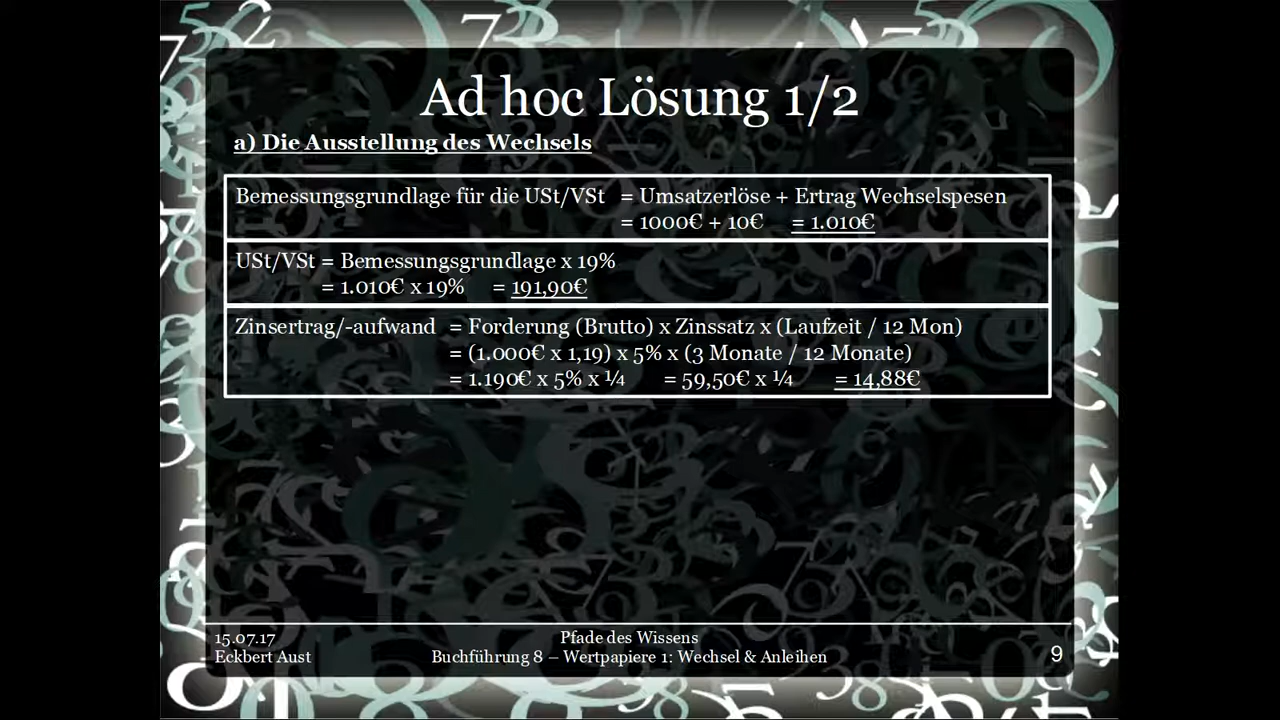 Ad hoc Lösung 1/2
a) Die Ausstellung des Wechsels
Bemessungsgrundlage für die USt/VSt = Umsatzerlöse + Ertrag Wechselspesen
= 1000€ + 10€ = 1.010€
USt/VSt = Bemessungsgrundlage x 19%
= 1.010€ x 19% = 191,90€
Zinsertrag/-aufwand = Forderung (Brutto) x Zinssatz x (Laufzeit / 12 Mon)
= (1.000€ x 1,19) x 5% x (3 Monate / 12 Monate)
= 1.190€ x 5% x ¼ = 59,50€ x ¼ = 14,88€
15.07.17 Pfade des Wissens
Eckbert Aust Buchführung 8 – Wertpapiere 1: Wechsel & Anleihen 9